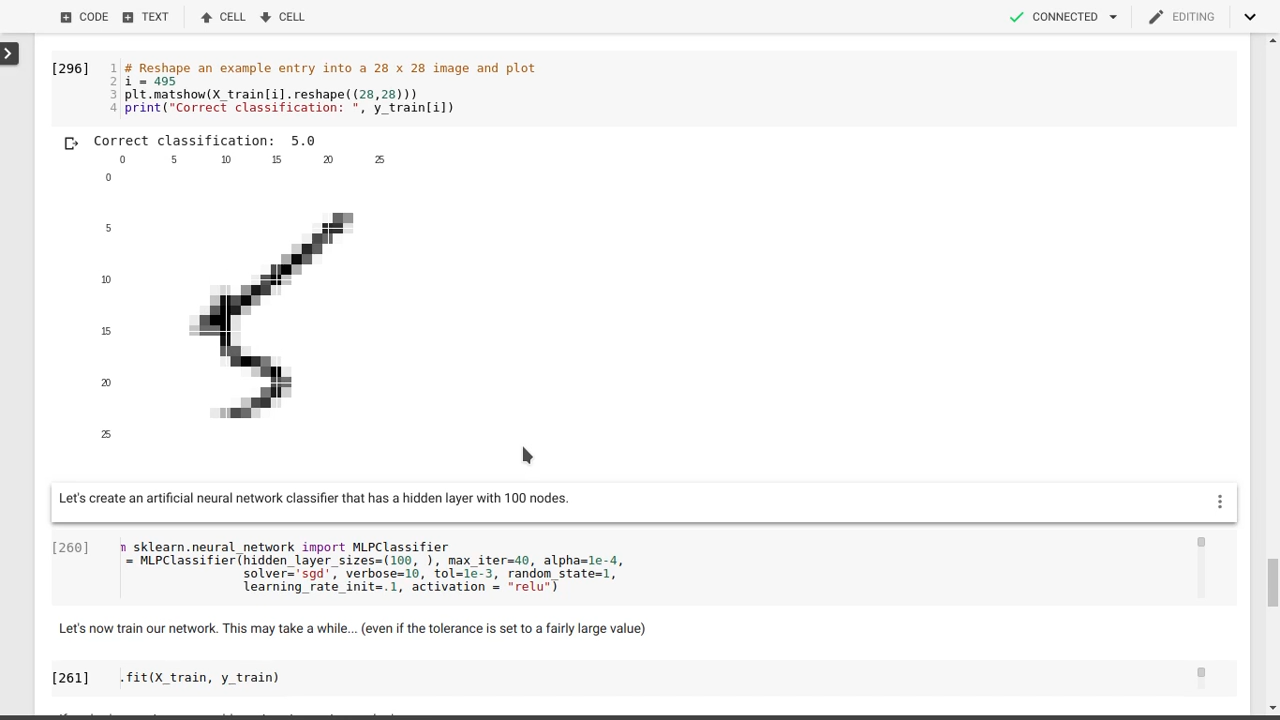 CODE TEXT CELL CELL CONNECTED EDITING
[296] 1 # Reshape an example entry into a 28 x 28 image and plot
2 i = 495
3 plt.matshow(X_train[i].reshape((28,28)))
4 print("Correct classification: ", y_train[i])
Correct classification:  5.0
0 5 10 15 20 25
0
5
10
15
20
25
Let's create an artificial neural network classifier that has a hidden layer with 100 nodes.
[260] m sklearn.neural_network import MLPClassifier
= MLPClassifier(hidden_layer_sizes=(100, ), max_iter=40, alpha=1e-4,
solver='sgd', verbose=10, tol=1e-3, random_state=1,
learning_rate_init=.1, activation = "relu")
Let's now train our network. This may take a while... (even if the tolerance is set to a fairly large value)
[261] .fit(X_train, y_train)